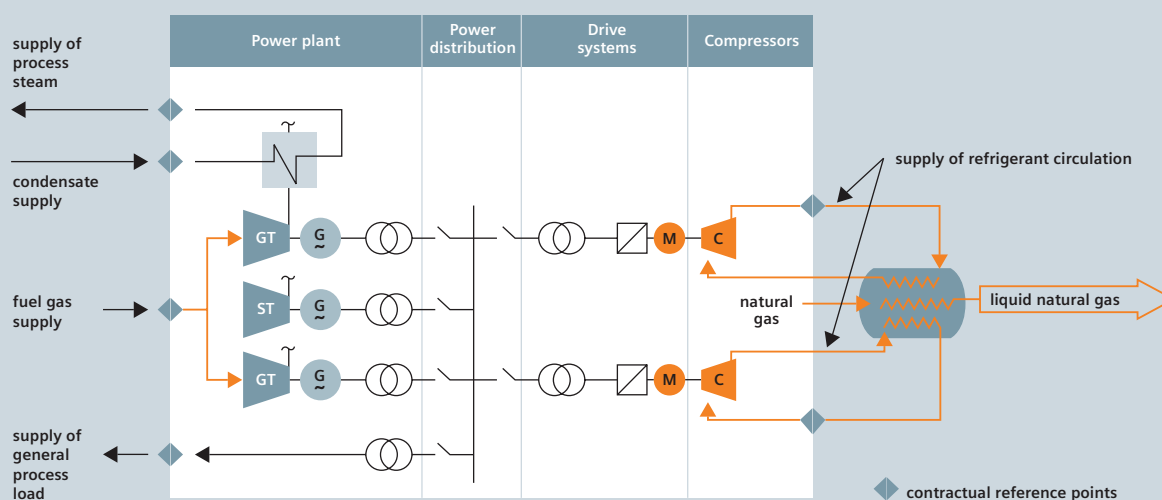 Power plant
Power
distribution
Drive
systems
Compressors
supply of
process
steam
condensate
supply
supply of refrigerant circulation
GT
G
~
M
C
fuel gas
supply
ST
G
~
natural
gas
liquid natural gas
GT
G
~
M
C
supply of
general
process
load
contractual reference points